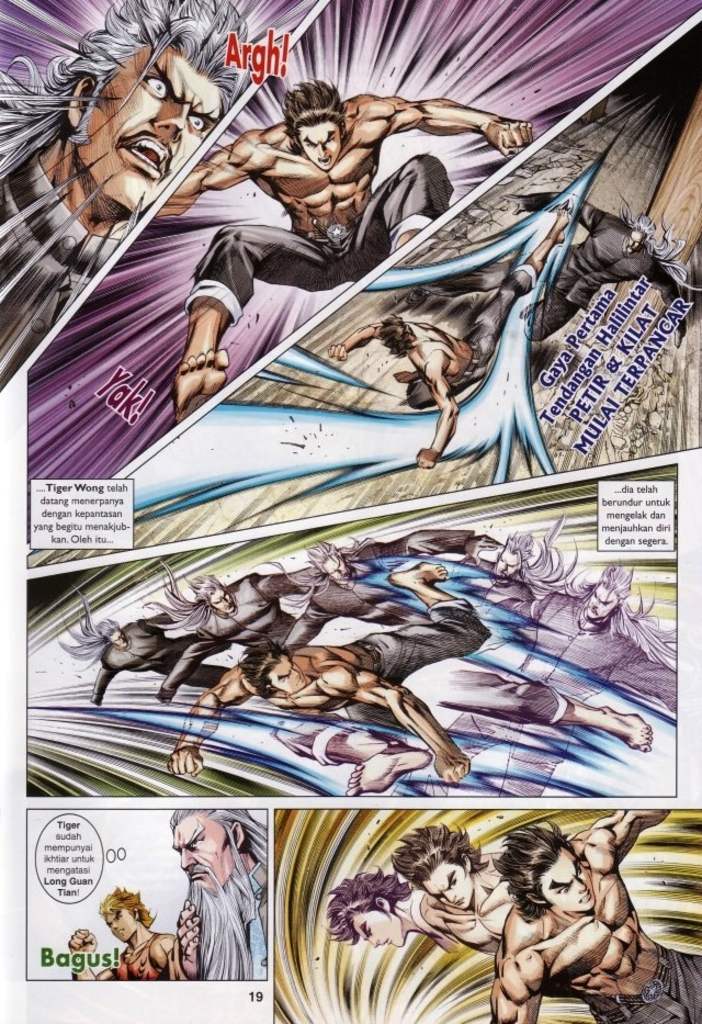 Argh!
Yak!
Gaya Pertama
Tendangan Halilintar
PETIR & KILAT
MULAI TERPANCAR
....Tiger Wong telah
datang menerpanya
dengan kepantasan
yang begitu menakjub-
kan. Oleh itu...
...dia telah
berundur untuk
mengelak dan
menjauhkan diri
dengan segera.
Tiger
sudah
mempunyai
ikhtiar untuk
mengatasi
Long Guan
Tian!
Bagus!
19